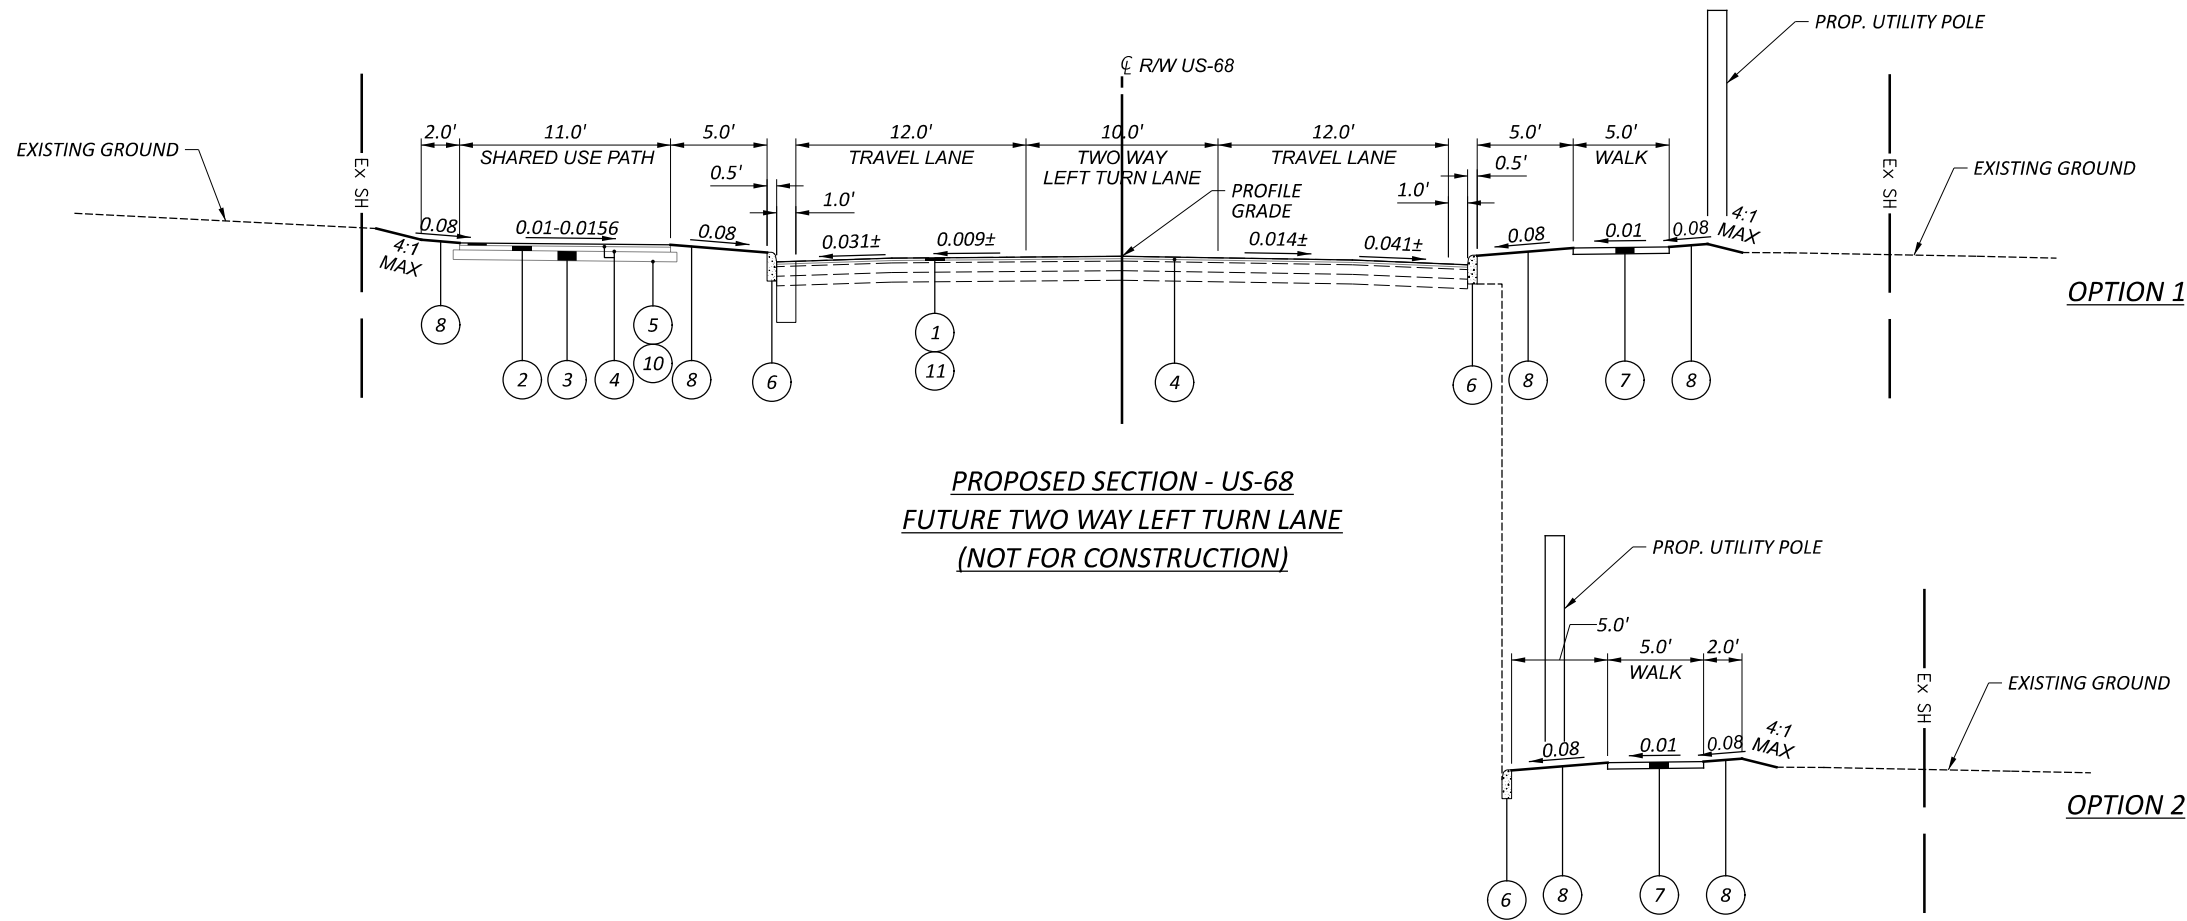 PROP. UTILITY POLE
℄ R/W US-68
EXISTING GROUND
2.0' 11.0' 5.0' 12.0' 10.0' 12.0' 5.0' 5.0'
SHARED USE PATH TRAVEL LANE TWO WAY LEFT TURN LANE TRAVEL LANE WALK
Ex SH
0.5' 0.5'
1.0' 1.0'
PROFILE GRADE
Ex SH
EXISTING GROUND
0.08 0.01-0.0156 0.08 0.031± 0.009± 0.014± 0.041± 0.08 0.01 0.08
4:1 MAX
4:1 MAX
OPTION 1
8 2 3 4 5 10 8 6 1 11 4 6 8 7 8
PROPOSED SECTION - US-68
FUTURE TWO WAY LEFT TURN LANE
(NOT FOR CONSTRUCTION)
PROP. UTILITY POLE
5.0'
5.0' 2.0'
WALK
Ex SH
EXISTING GROUND
0.08 0.01 0.08
4:1 MAX
OPTION 2
6 8 7 8